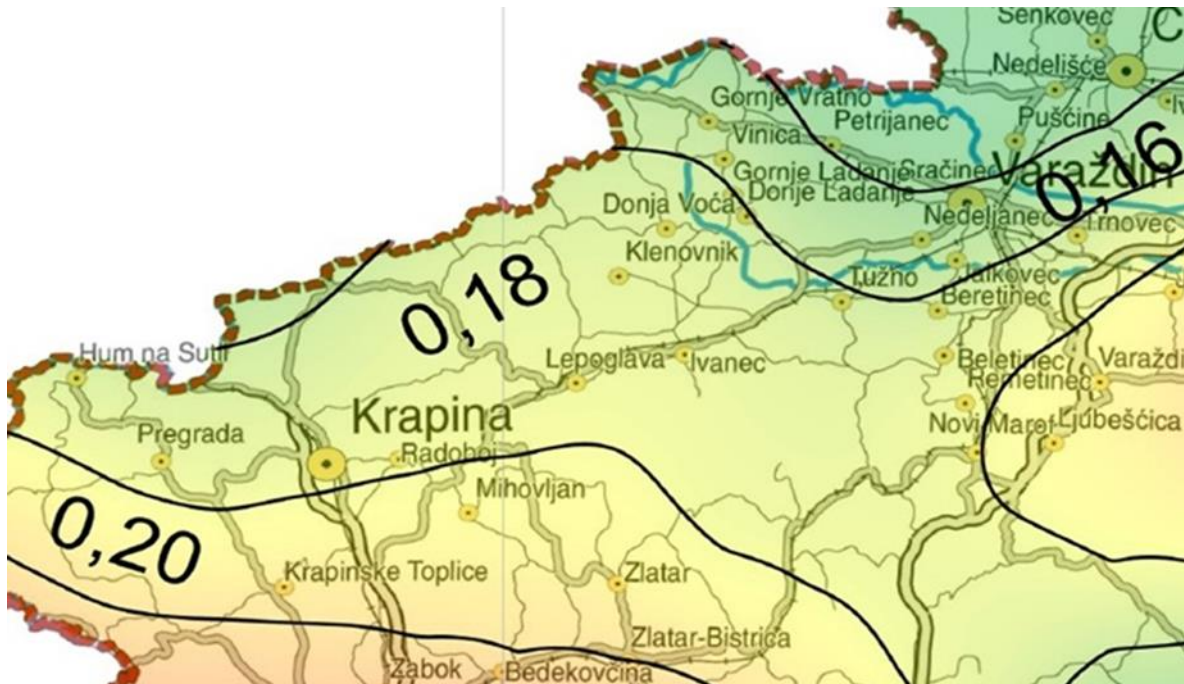 Senkovec
Č
Nedelišće
Gornje Vratno
Petrijanec
Puščine
Vinica
0,16
Gornje Ladanje
Sračinec
Varaždin
Donje Ladanje
Donja Voća
Nedeljanec
Trnovec
Klenovnik
Tužno
Jalkovec
Beretinec
0,18
Hum na Sutli
Lepoglava
Ivanec
Beletinec
Varaždi
Remetinec
Krapina
Novi Marof
Ljubešćica
Pregrada
Radoboj
Mihovljan
0,20
Krapinske Toplice
Zlatar
Zlatar-Bistrica
Zabok
Bedekovčina